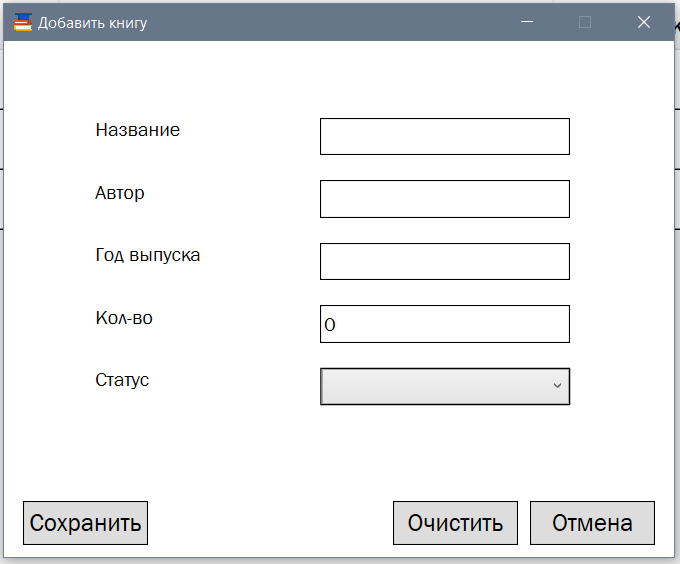 Добавить книгу
Название
Автор
Год выпуска
Кол-во
0
Статус
Сохранить
Очистить
Отмена